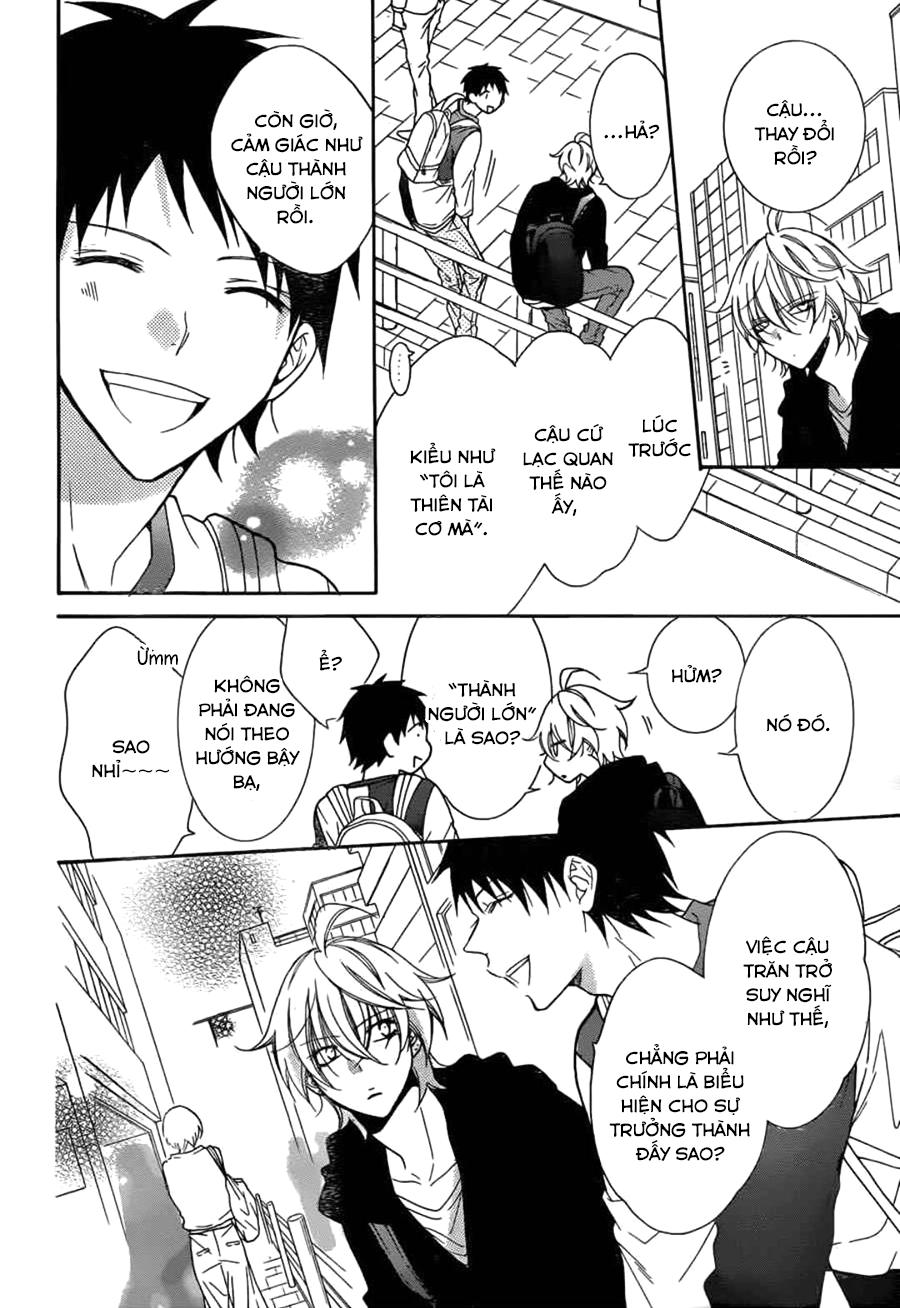 CẬU...
THAY ĐỔI
RỒI?
...HẢ?
LÚC
TRƯỚC
CẬU CỨ
LẠC QUAN
THẾ NÀO
ẤY,
KIỂU NHƯ
“TÔI LÀ
THIÊN TÀI
CƠ MÀ”.
......
CÒN GIỜ,
CẢM GIÁC NHƯ
CẬU THÀNH
NGƯỜI LỚN
RỒI.
NÓ ĐÓ.
HỬM?
“THÀNH
NGƯỜI LỚN”
LÀ SAO?
Ể?
KHÔNG
PHẢI ĐANG
NÓI THEO
HƯỚNG BẬY
BẠ,
Ừmm
SAO
NHỈ~~~
VIỆC CẬU
TRĂN TRỞ
SUY NGHĨ
NHƯ THẾ,
CHẲNG PHẢI
CHÍNH LÀ BIỂU
HIỆN CHO SỰ
TRƯỞNG THÀNH
ĐẤY SAO?